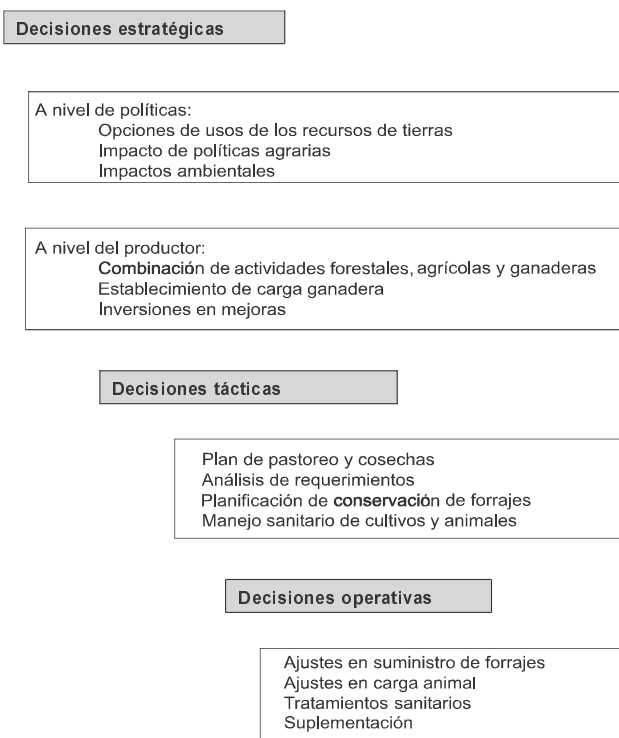 Decisiones estratégicas
A nivel de políticas:
Opciones de usos de los recursos de tierras
Impacto de políticas agrarias
Impactos ambientales
A nivel del productor:
Combinación de actividades forestales, agrícolas y ganaderas
Establecimiento de carga ganadera
Inversiones en mejoras
Decisiones tácticas
Plan de pastoreo y cosechas
Análisis de requerimientos
Planificación de conservación de forrajes
Manejo sanitario de cultivos y animales
Decisiones operativas
Ajustes en suministro de forrajes
Ajustes en carga animal
Tratamientos sanitarios
Suplementación